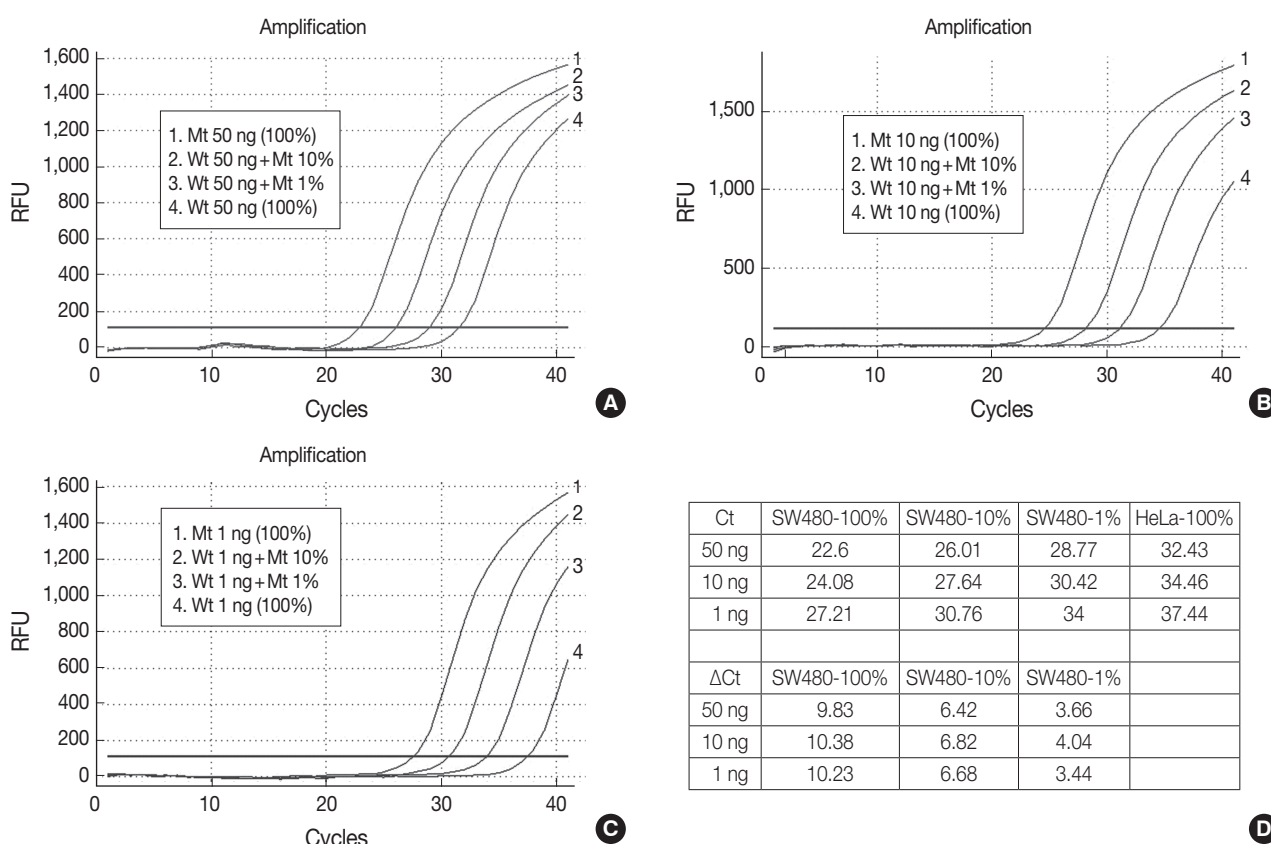 Amplification
1,600
1,400
1,200
1,000
800
600
400
200
0
RFU
1. Mt 50 ng (100%)
2. Wt 50 ng+Mt 10%
3. Wt 50 ng+Mt 1%
4. Wt 50 ng (100%)
1
2
3
4
0 10 20 30 40
Cycles
A
Amplification
1,500
1,000
500
0
RFU
1. Mt 10 ng (100%)
2. Wt 10 ng+Mt 10%
3. Wt 10 ng+Mt 1%
4. Wt 10 ng (100%)
1
2
3
4
0 10 20 30 40
Cycles
B
Amplification
1,600
1,400
1,200
1,000
800
600
400
200
0
RFU
1. Mt 1 ng (100%)
2. Wt 1 ng+Mt 10%
3. Wt 1 ng+Mt 1%
4. Wt 1 ng (100%)
1
2
3
4
0 10 20 30 40
Cycles
C
Ct SW480-100% SW480-10% SW480-1% HeLa-100%
50 ng 22.6 26.01 28.77 32.43
10 ng 24.08 27.64 30.42 34.46
1 ng 27.21 30.76 34 37.44
ΔCt SW480-100% SW480-10% SW480-1%
50 ng 9.83 6.42 3.66
10 ng 10.38 6.82 4.04
1 ng 10.23 6.68 3.44
D